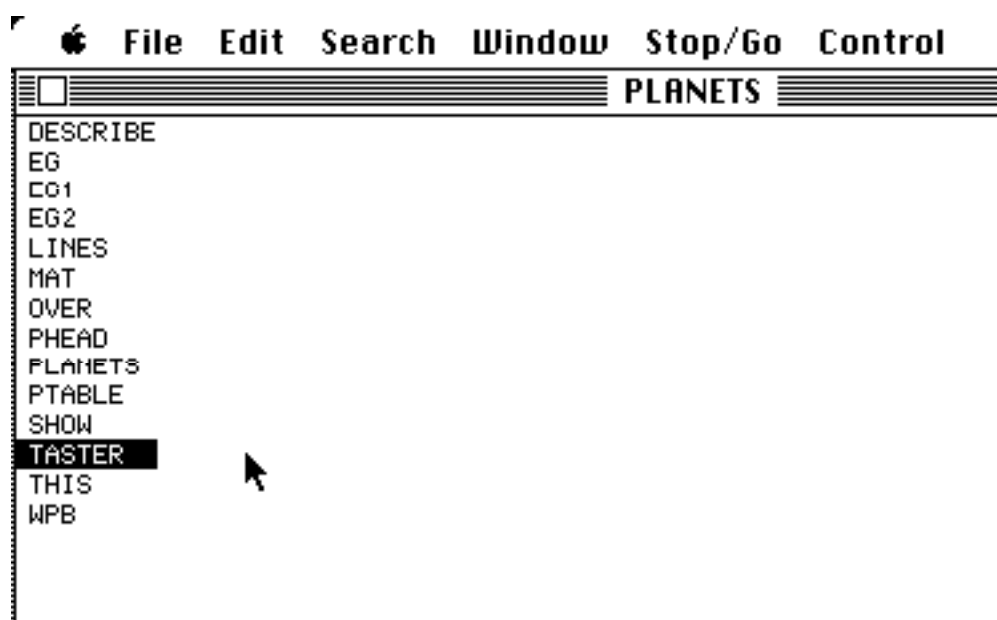 File Edit Search Window Stop/Go Control
PLANETS
DESCRIBE
EG
EG1
EG2
LINES
MAT
OVER
PHEAD
PLANETS
PTABLE
SHOW
TASTER
THIS
WPB